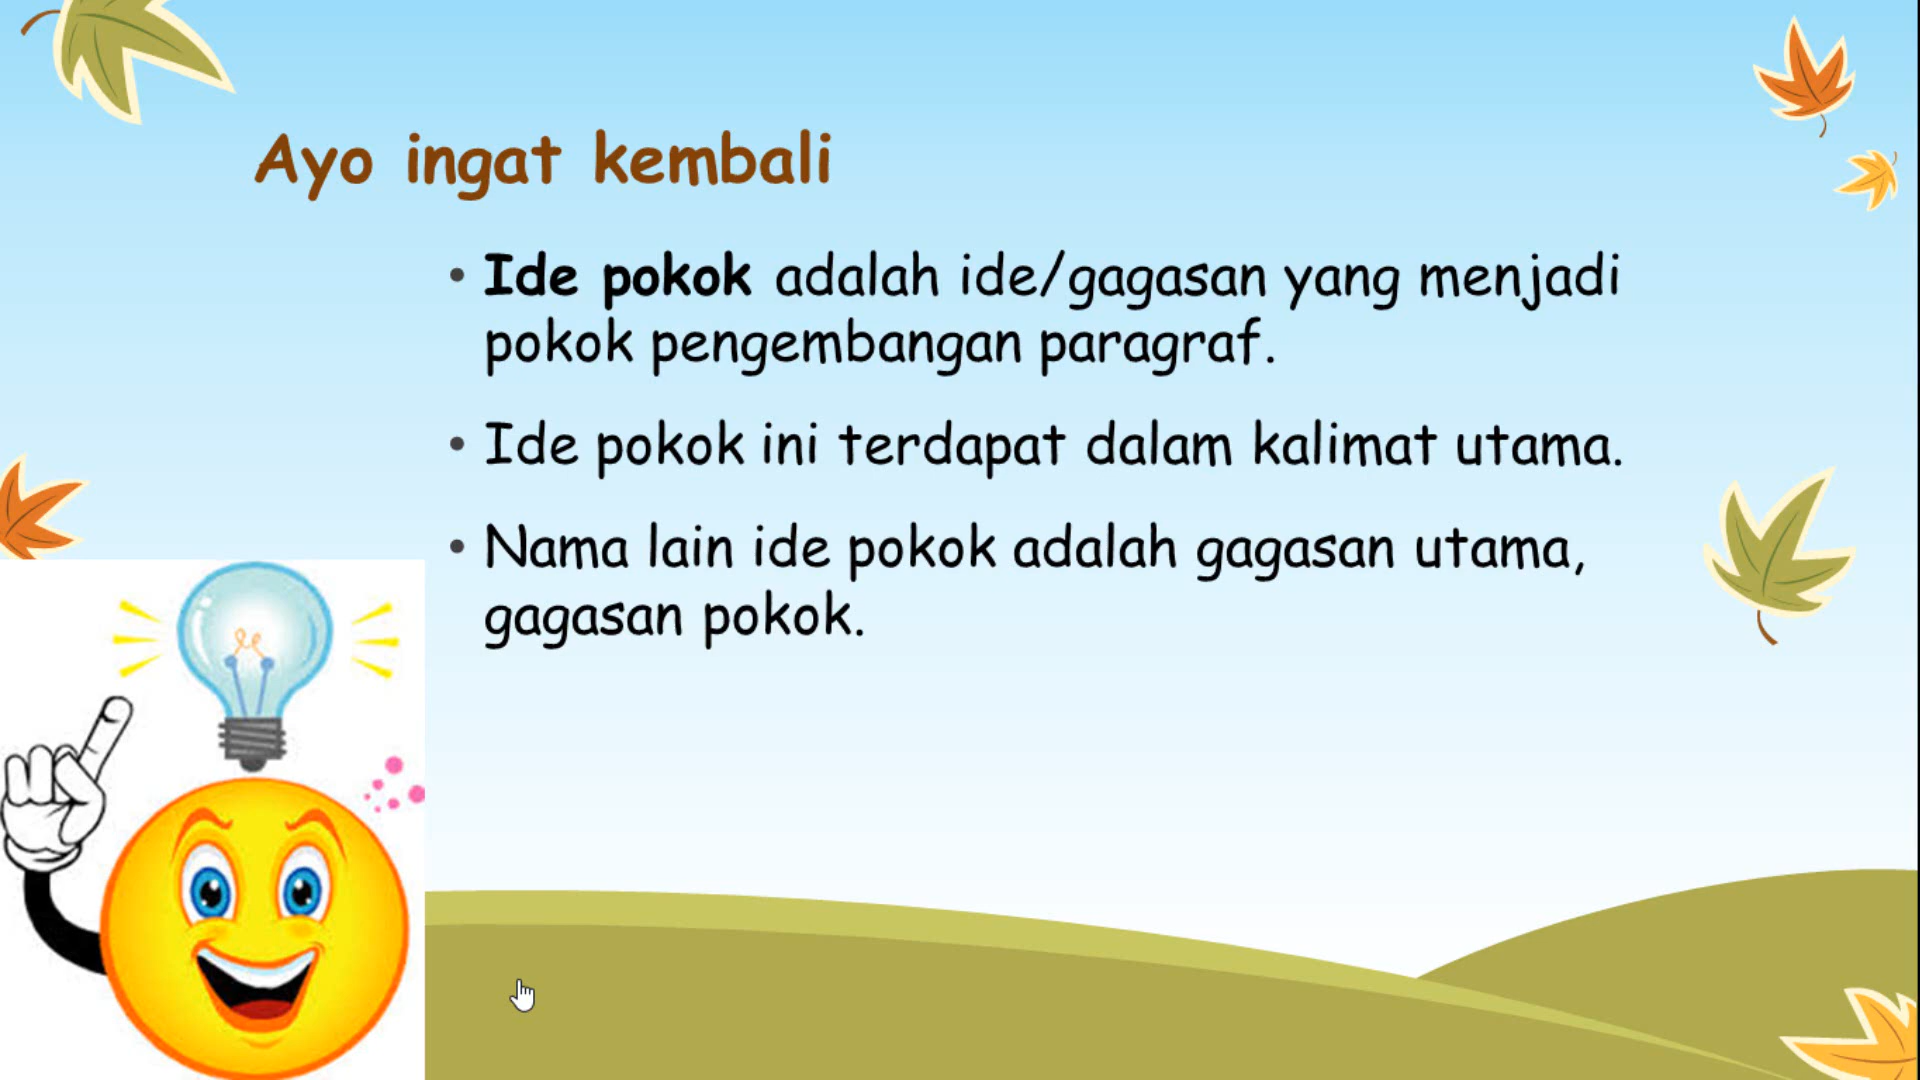 Ayo ingat kembali
• Ide pokok adalah ide/gagasan yang menjadi
pokok pengembangan paragraf.
• Ide pokok ini terdapat dalam kalimat utama.
• Nama lain ide pokok adalah gagasan utama,
gagasan pokok.